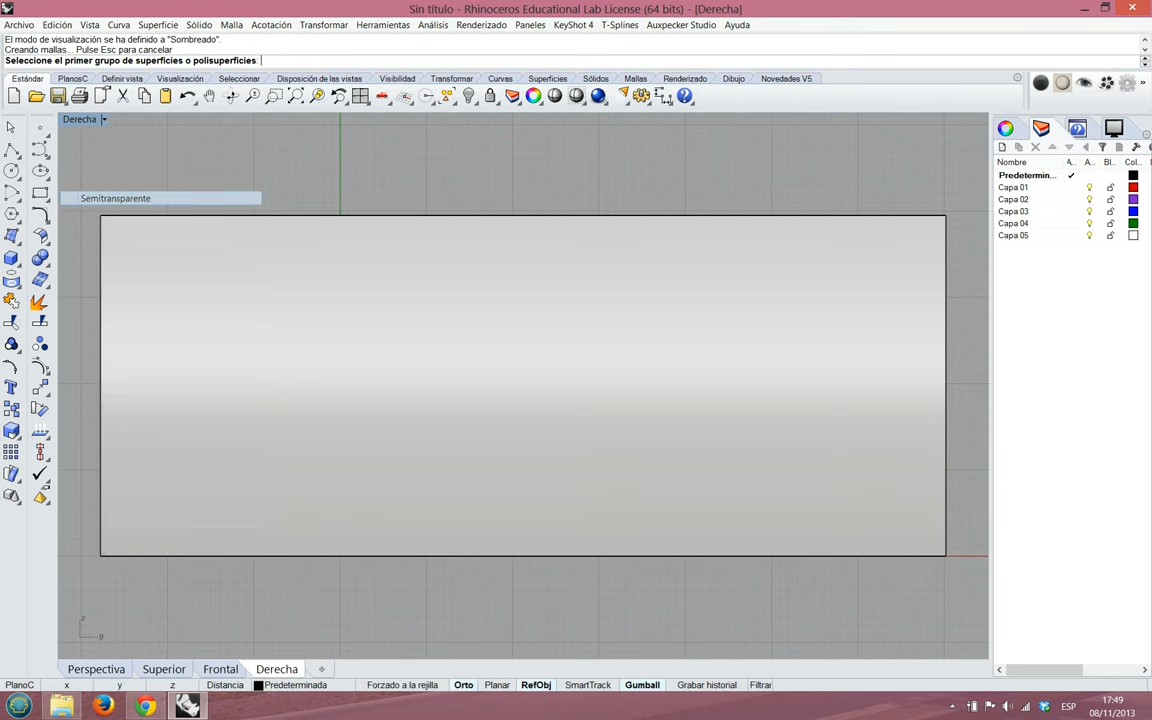 Sin título - Rhinoceros Educational Lab License (64 bits) - [Derecha]
Archivo Edición Vista Curva Superficie Sólido Malla Acotación Transformar Herramientas Análisis Renderizado Paneles KeyShot 4 T-Splines Auxpecker Studio Ayuda
El modo de visualización se ha definido a "Sombreado".
Creando mallas... Pulse Esc para cancelar
Seleccione el primer grupo de superficies o polisuperficies:
Estándar PlanosC Definir vista Visualización Seleccionar Disposición de las vistas Visibilidad Transformar Curvas Superficies Sólidos Mallas Renderizado Dibujo Novedades V5
Derecha
Semitransparente
Nombre A... A... Bl... Col...
Predetermin...
Capa 01
Capa 02
Capa 03
Capa 04
Capa 05
z
y
Perspectiva Superior Frontal Derecha
PlanoC x y z Distancia Predeterminada Forzado a la rejilla Orto Planar RefObj SmartTrack Gumball Grabar historial Filtrar
ESP
17:49
08/11/2013